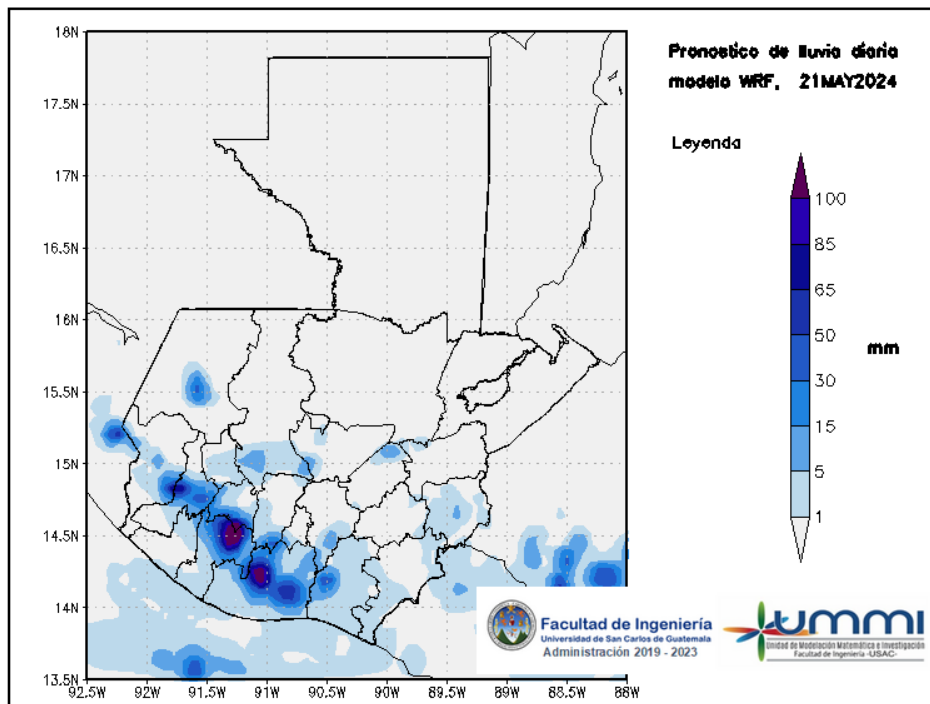 18N
17.5N
17N
16.5N
16N
15.5N
15N
14.5N
14N
13.5N
92.5W
92W
91.5W
91W
90.5W
90W
89.5W
89W
88.5W
88W
Pronostico de lluvia diaria
modelo WRF, 21MAY2024
Leyenda
100
85
65
50
30
15
5
1
mm
Facultad de Ingeniería
Universidad de San Carlos de Guatemala
Administración 2019 - 2023
UMMI
Unidad de Modelación Matemática e Investigación
Facultad de Ingeniería -USAC-